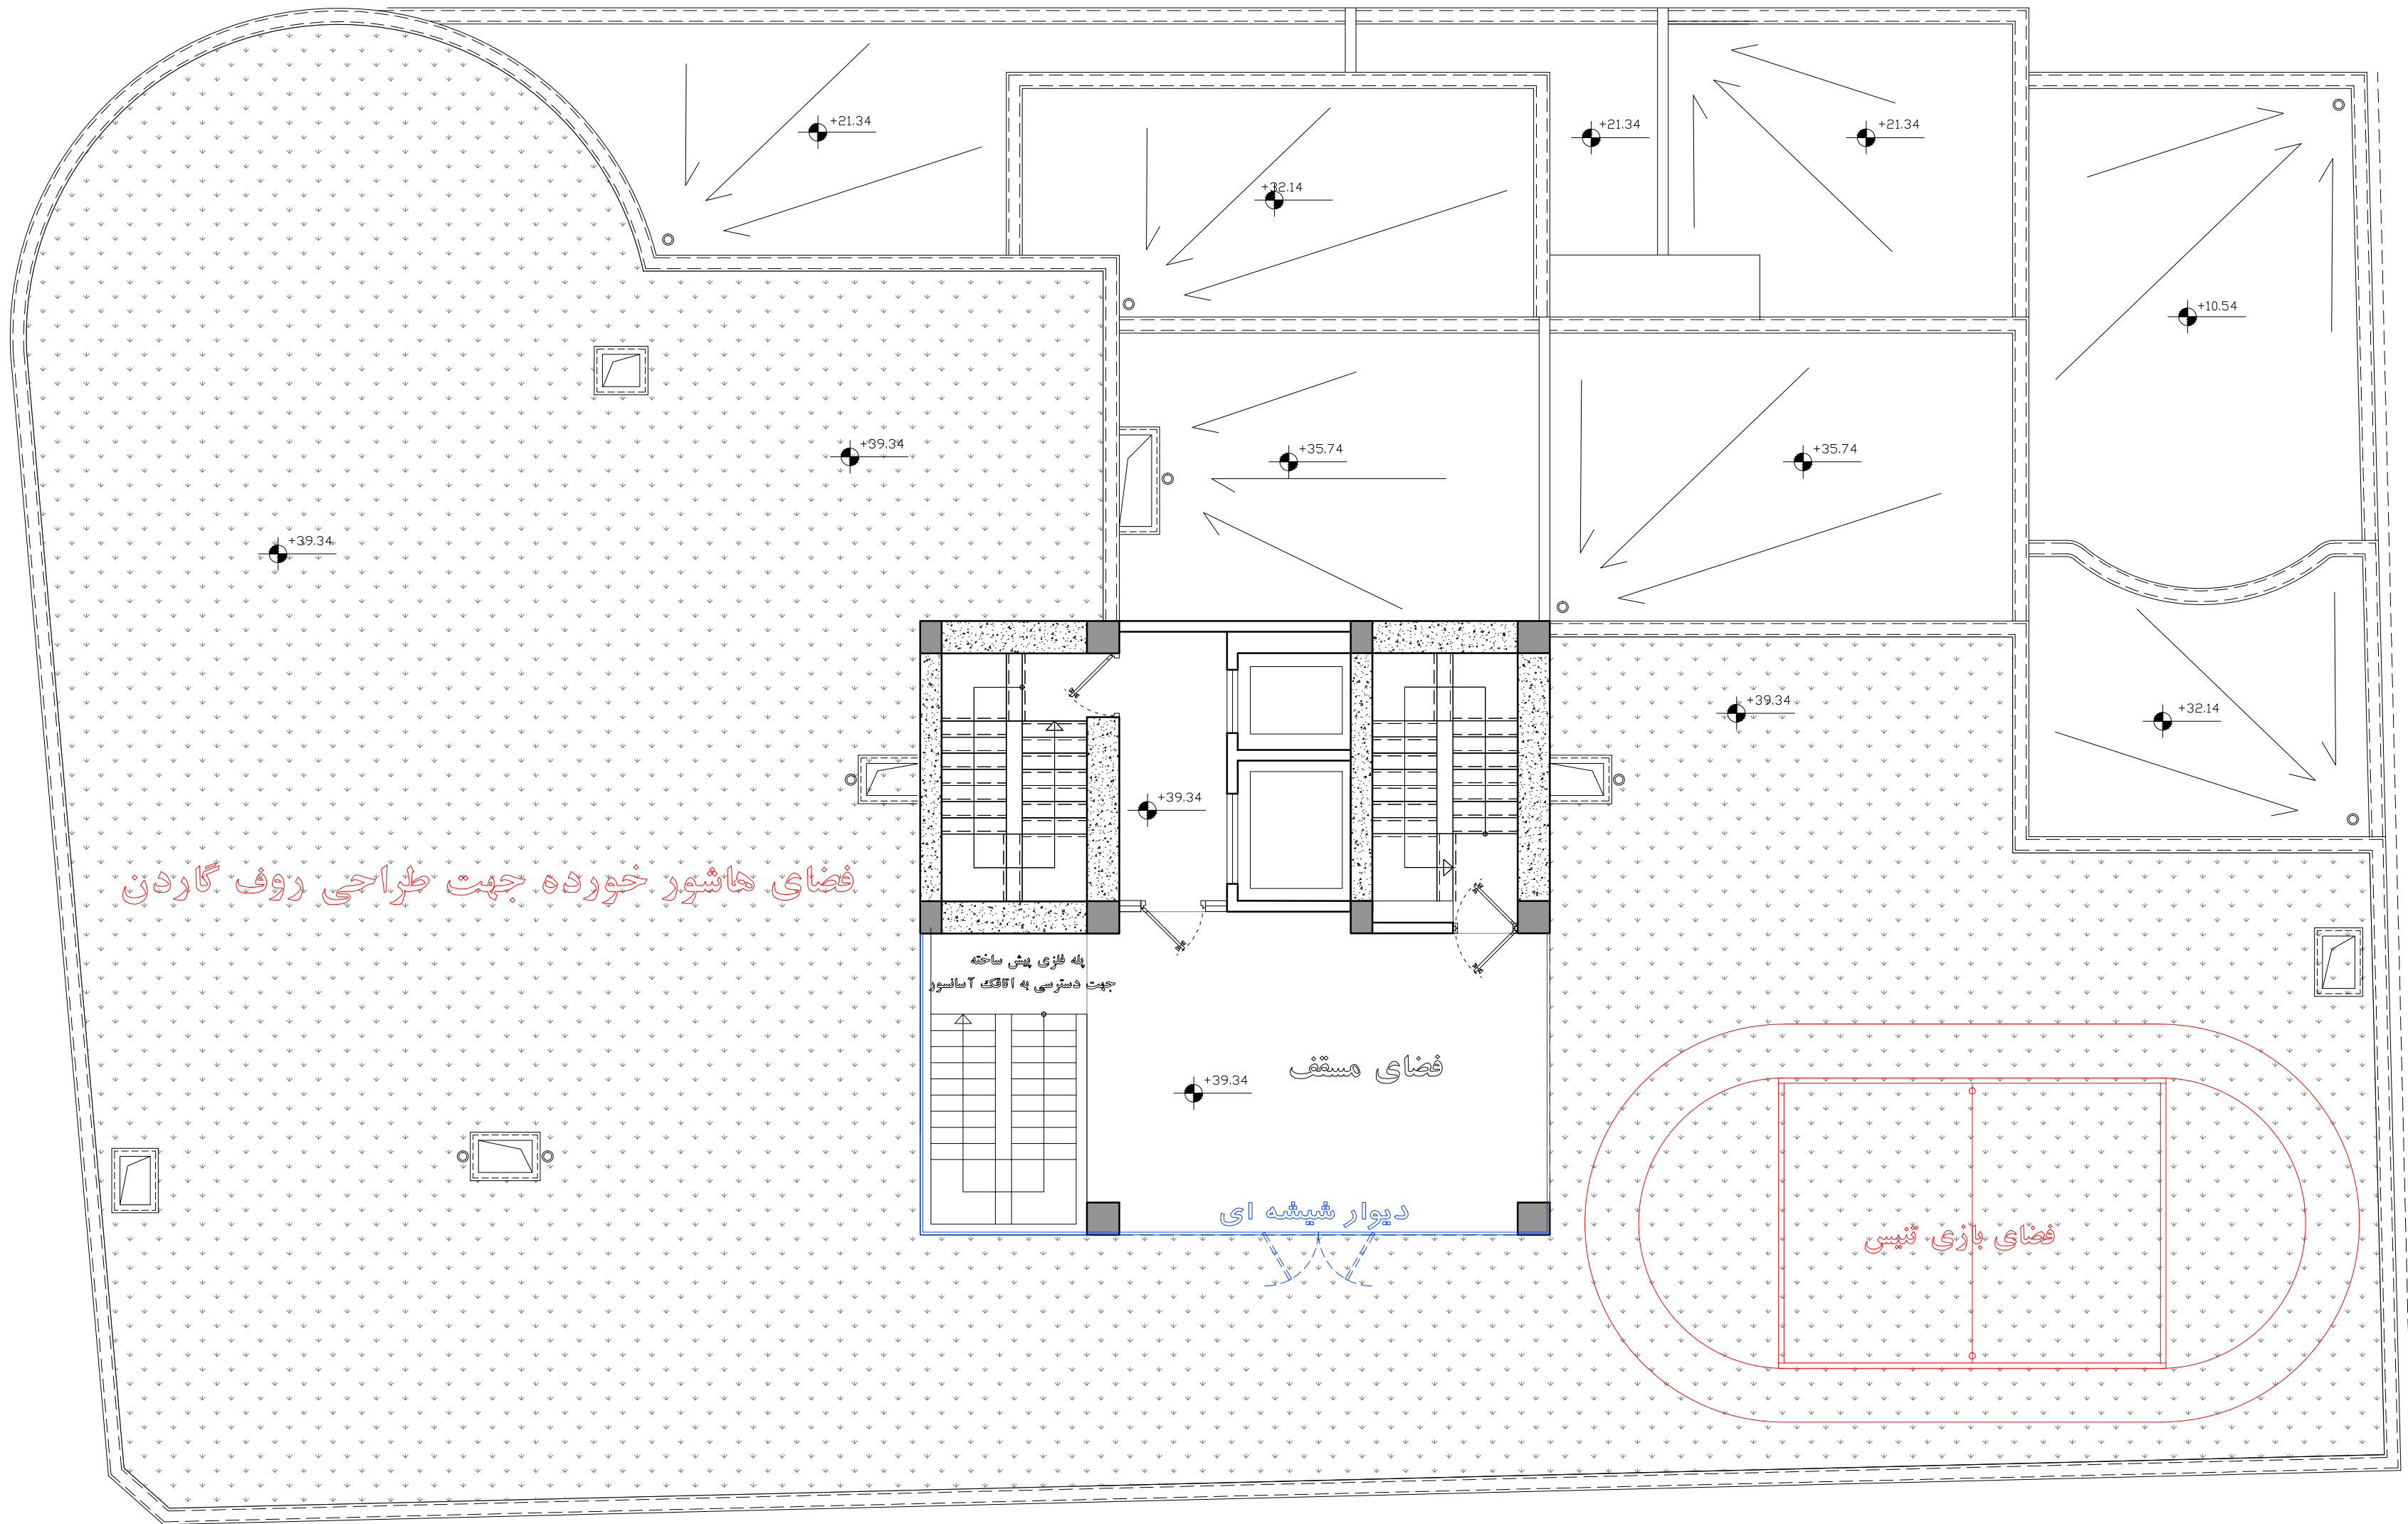 +21.34
+21.34
+21.34
+32.14
+10.54
+39.34
+35.74
+35.74
+39.34
+39.34
+32.14
+39.34
فضای هاشور خورده جهت طراحی روف گاردن
پله فلزی پیش ساخته
جهت دسترسی به اتاقک آسانسور
فضای مسقف
+39.34
دیوار شیشه ای
فضای بازی تنیس